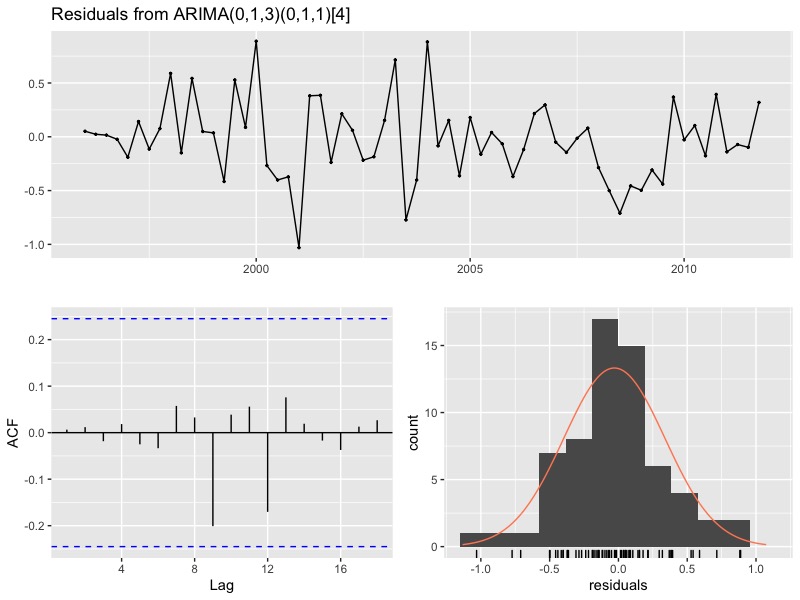 Residuals from ARIMA(0,1,3)(0,1,1)[4]
0.5
0.0
-0.5
-1.0
2000 2005 2010
ACF
0.2
0.1
0.0
-0.1
-0.2
4 8 12 16
Lag
count
15
10
5
0
-1.0 -0.5 0.0 0.5 1.0
residuals